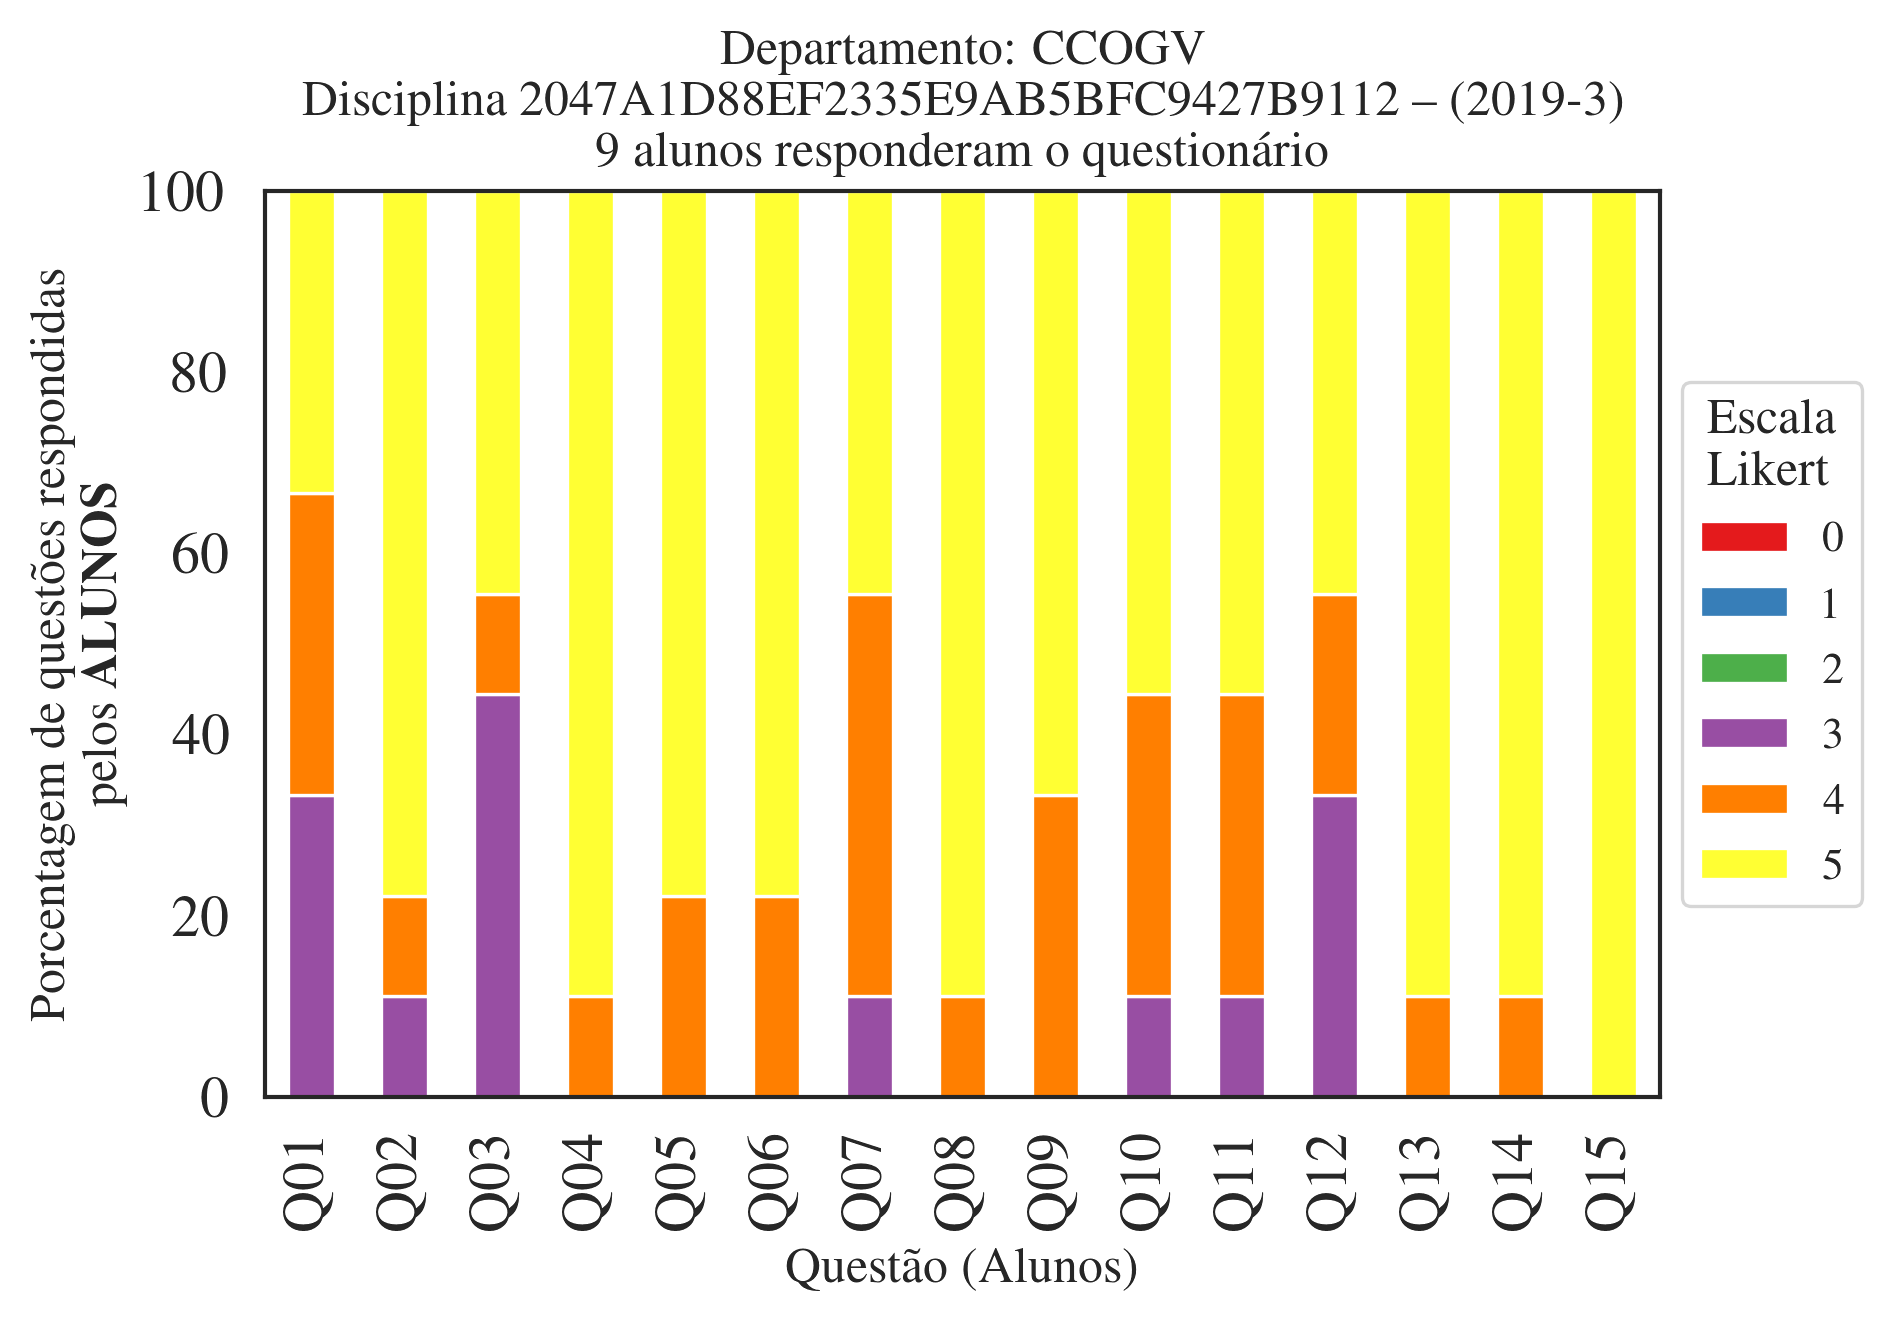 Departamento: CCOGV
Disciplina 2047A1D88EF2335E9AB5BFC9427B9112 – (2019-3)
9 alunos responderam o questionário
Porcentagem de questões respondidas
pelos ALUNOS
100
80
60
40
20
0
Q01
Q02
Q03
Q04
Q05
Q06
Q07
Q08
Q09
Q10
Q11
Q12
Q13
Q14
Q15
Questão (Alunos)
Escala
Likert
0
1
2
3
4
5